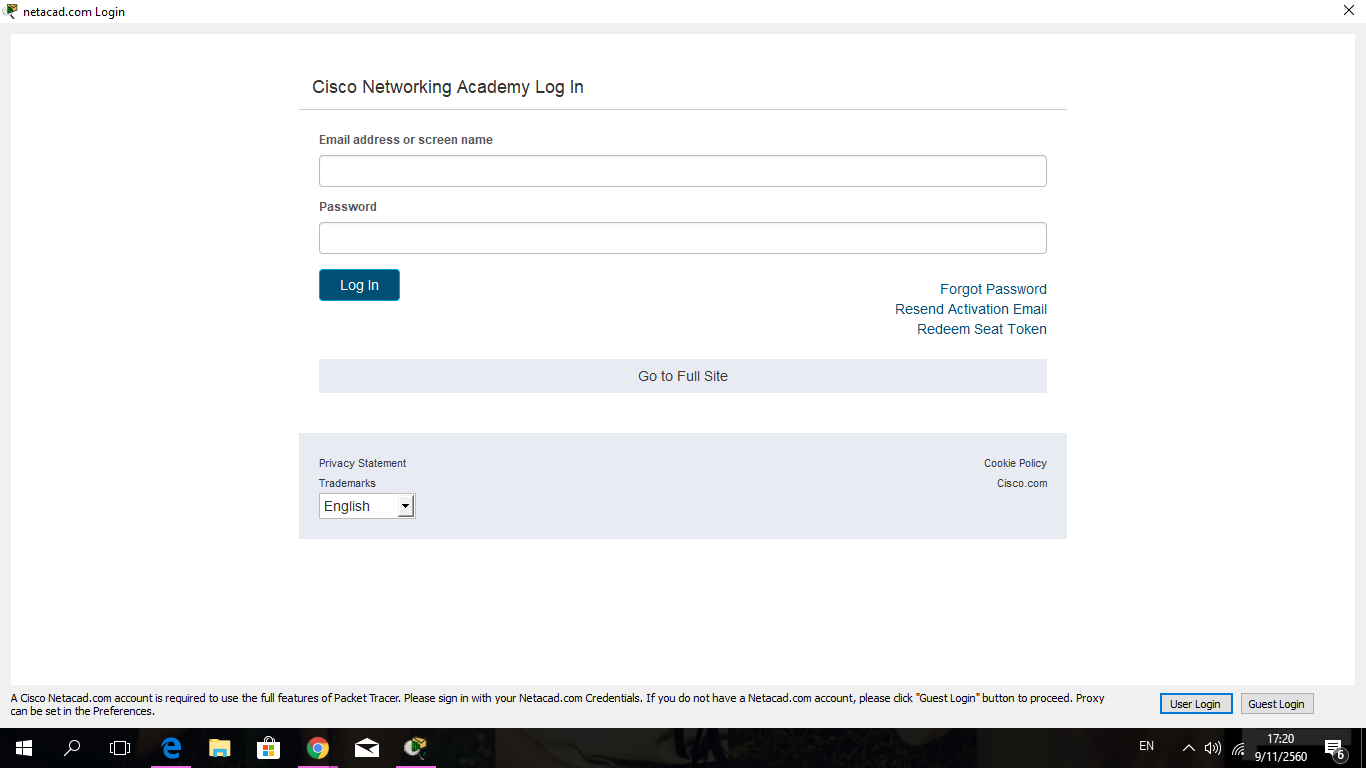 netacad.com Login
Cisco Networking Academy Log In
Email address or screen name
Password
Log In
Forgot Password
Resend Activation Email
Redeem Seat Token
Go to Full Site
Privacy Statement
Cookie Policy
Trademarks
Cisco.com
English
A Cisco Netacad.com account is required to use the full features of Packet Tracer. Please sign in with your Netacad.com Credentials. If you do not have a Netacad.com account, please click "Guest Login" button to proceed. Proxy
can be set in the Preferences.
User Login
Guest Login
EN
17:20
9/11/2560
6